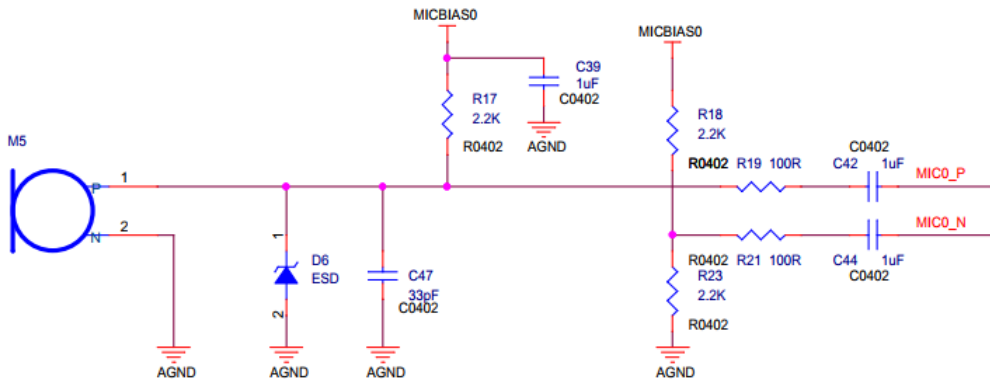 MICBIAS0
MICBIAS0
C39
1uF
C0402
R17
2.2K
R0402
AGND
R18
2.2K
M5
R0402
R19 100R
C42
C0402
1uF
MIC0_P
P
1
N
2
MIC0_N
R0402
R21 100R
C44
1uF
C0402
1
D6
ESD
2
C47
33pF
C0402
R23
2.2K
R0402
AGND
AGND
AGND
AGND